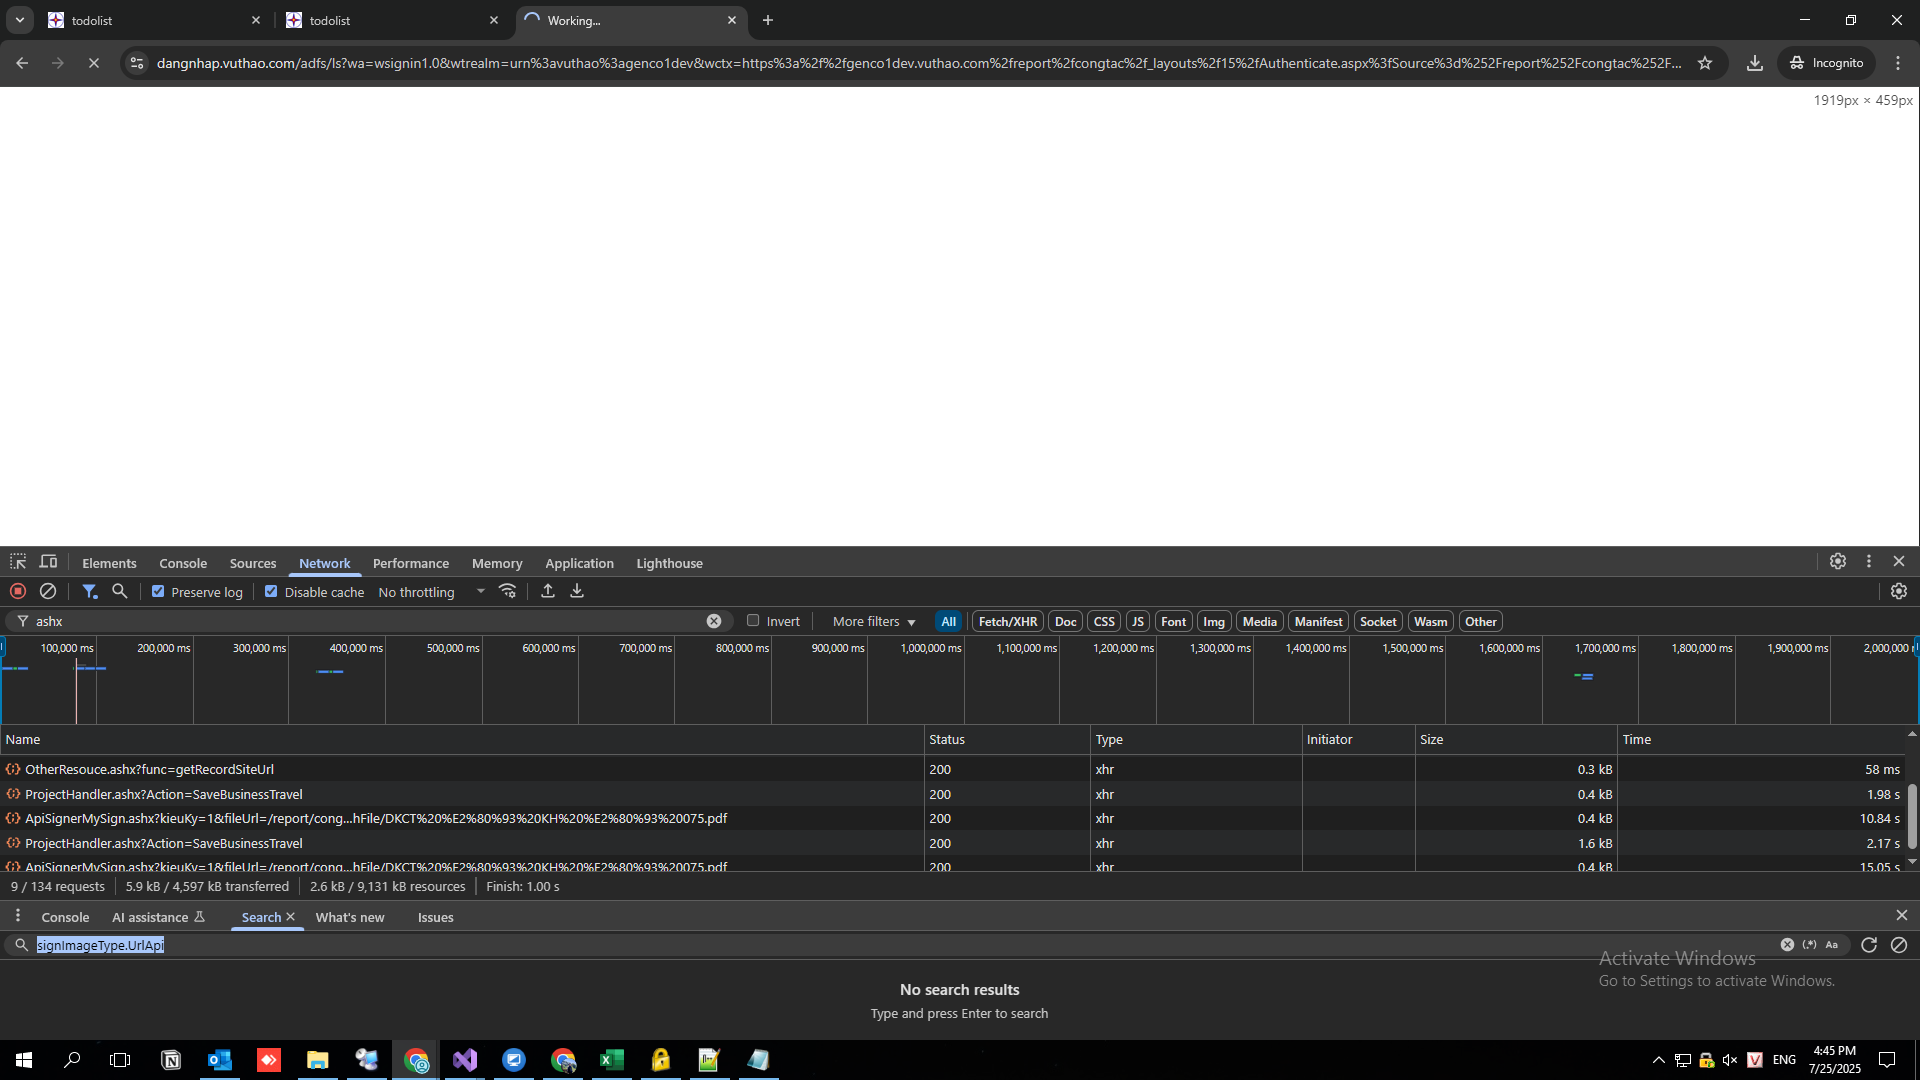 todolist
todolist
Working...
dangnhap.vuthao.com/adfs/ls?wa=wsignin1.0&wtrealm=urn%3avuthao%3agenco1dev&wctx=https%3a%2f%2fgenco1dev.vuthao.com%2freport%2fcongtac%2f_layouts%2f15%2fAuthenticate.aspx%3fSource%3d%252Freport%252Fcongtac%252F...
Incognito
1919px × 459px
Elements Console Sources Network Performance Memory Application Lighthouse
Preserve log Disable cache No throttling
ashx Invert More filters All Fetch/XHR Doc CSS JS Font Img Media Manifest Socket Wasm Other
100,000 ms 200,000 ms 300,000 ms 400,000 ms 500,000 ms 600,000 ms 700,000 ms 800,000 ms 900,000 ms 1,000,000 ms 1,100,000 ms 1,200,000 ms 1,300,000 ms 1,400,000 ms 1,500,000 ms 1,600,000 ms 1,700,000 ms 1,800,000 ms 1,900,000 ms 2,000,000
Name Status Type Initiator Size Time
OtherResouce.ashx?func=getRecordSiteUrl 200 xhr 0.3 kB 58 ms
ProjectHandler.ashx?Action=SaveBusinessTravel 200 xhr 0.4 kB 1.98 s
ApiSignerMySign.ashx?kieuKy=1&fileUrl=/report/cong...hFile/DKCT%20%E2%80%93%20KH%20%E2%80%93%20075.pdf 200 xhr 0.4 kB 10.84 s
ProjectHandler.ashx?Action=SaveBusinessTravel 200 xhr 1.6 kB 2.17 s
ApiSignerMySign.ashx?kieuKy=1&fileUrl=/report/cong...hFile/DKCT%20%E2%80%93%20KH%20%E2%80%93%20075.pdf 200 xhr 0.4 kB 15.05 s
9 / 134 requests 5.9 kB / 4,597 kB transferred 2.6 kB / 9,131 kB resources Finish: 1.00 s
Console AI assistance Search What's new Issues
signImageType.UrlApi (.*) Aa
Activate Windows
Go to Settings to activate Windows.
No search results
Type and press Enter to search
ENG
4:45 PM
7/25/2025